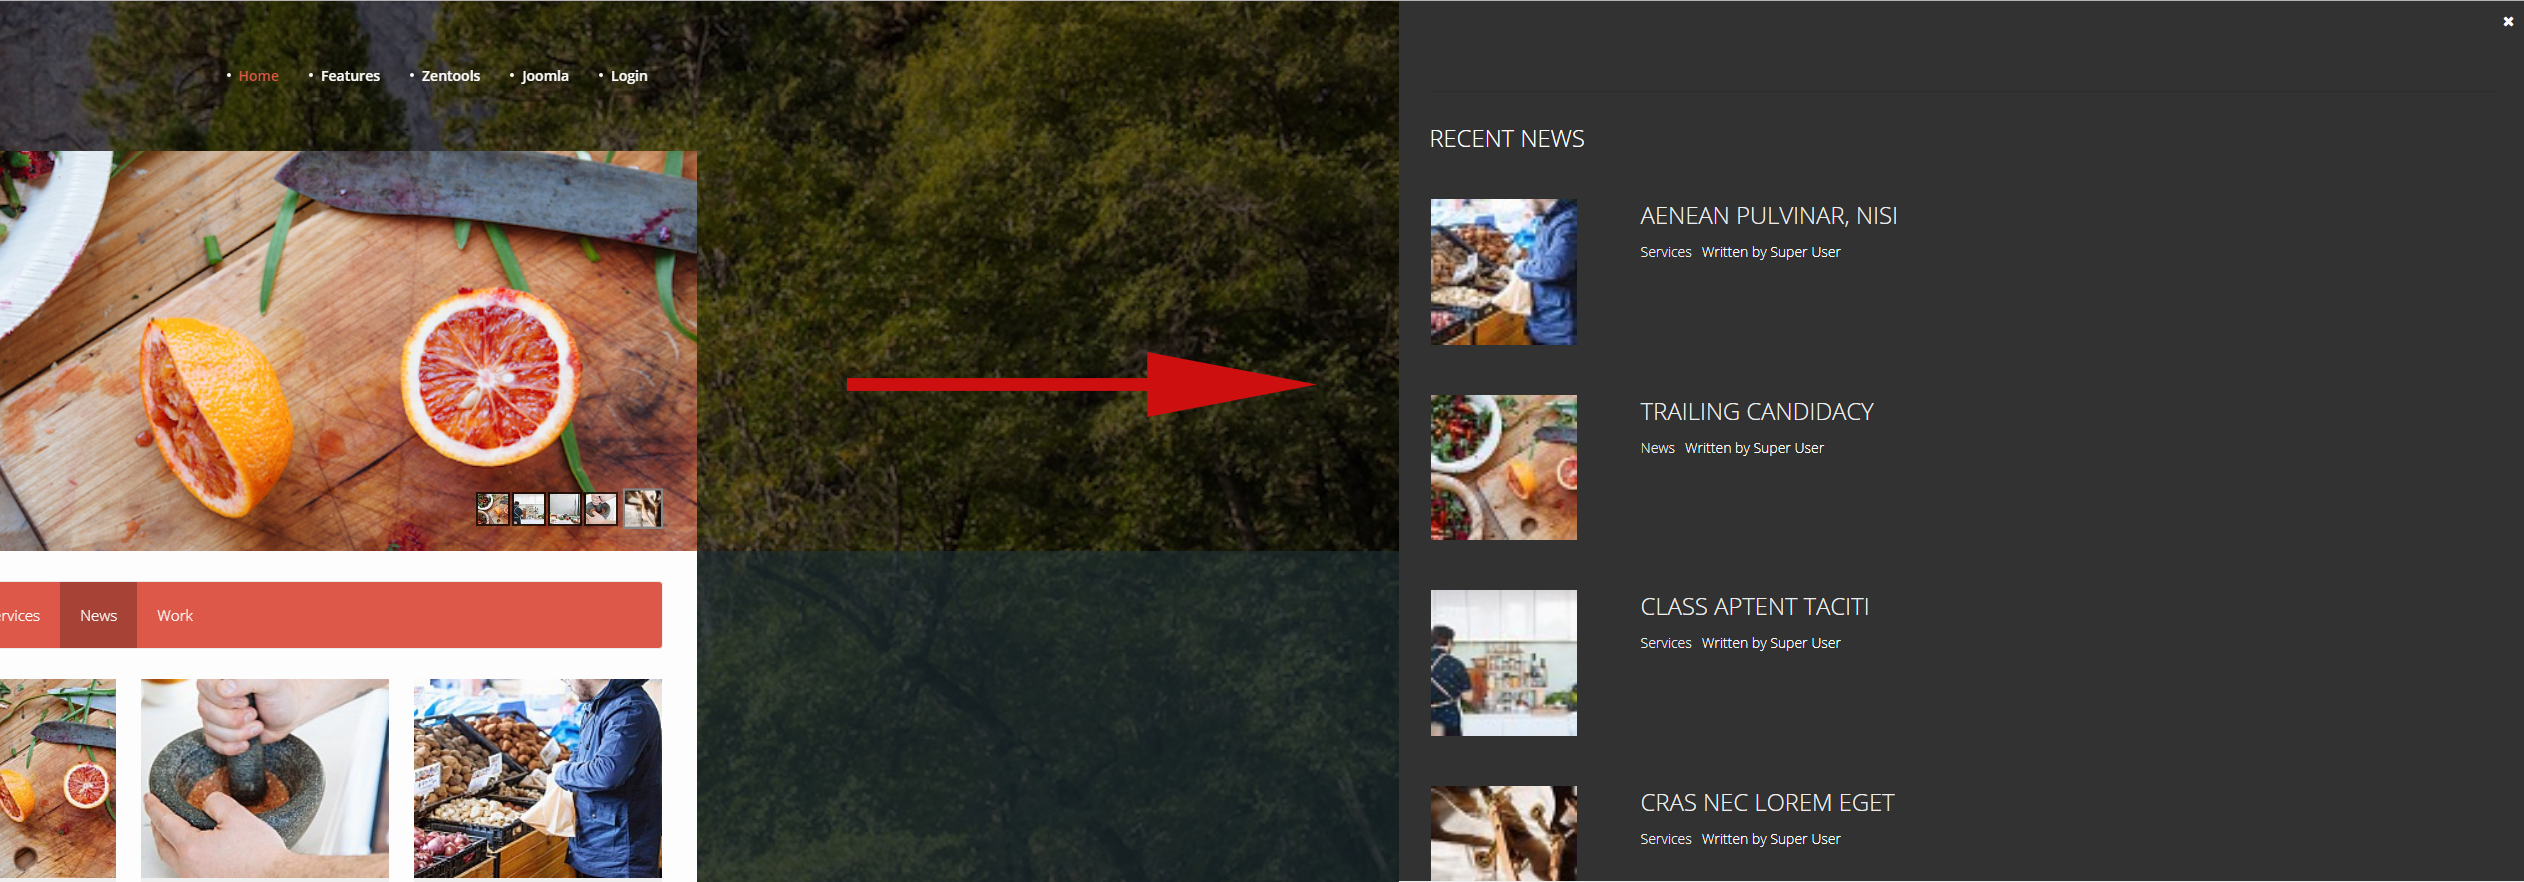 Home Features Zentools Joomla Login
rvices News Work
RECENT NEWS
AENEAN PULVINAR, NISI
Services Written by Super User
TRAILING CANDIDACY
News Written by Super User
CLASS APTENT TACITI
Services Written by Super User
CRAS NEC LOREM EGET
Services Written by Super User